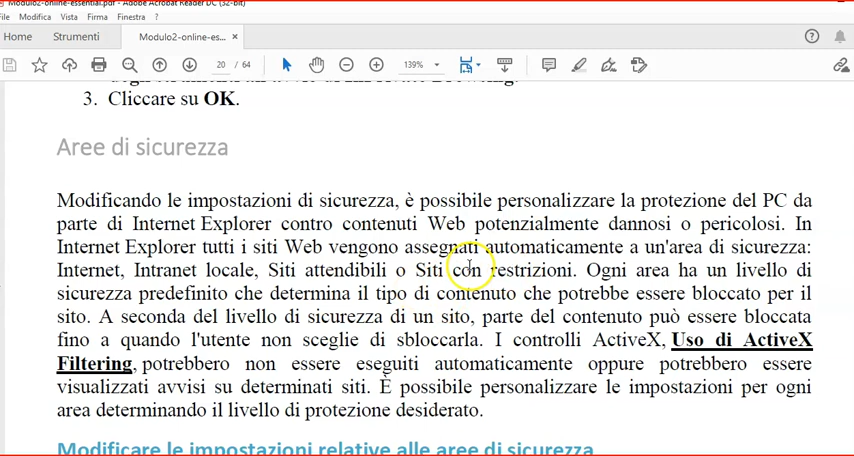 Modulo2-online-essential.pdf - Adobe Acrobat Reader DC (32-bit)
File Modifica Vista Firma Finestra ?
Home Strumenti Modulo2-online-es... ×
20 / 64 139%
3. Cliccare su OK.
Aree di sicurezza
Modificando le impostazioni di sicurezza, è possibile personalizzare la protezione del PC da
parte di Internet Explorer contro contenuti Web potenzialmente dannosi o pericolosi. In
Internet Explorer tutti i siti Web vengono assegnati automaticamente a un'area di sicurezza:
Internet, Intranet locale, Siti attendibili o Siti con restrizioni. Ogni area ha un livello di
sicurezza predefinito che determina il tipo di contenuto che potrebbe essere bloccato per il
sito. A seconda del livello di sicurezza di un sito, parte del contenuto può essere bloccata
fino a quando l'utente non sceglie di sbloccarla. I controlli ActiveX, Uso di ActiveX
Filtering, potrebbero non essere eseguiti automaticamente oppure potrebbero essere
visualizzati avvisi su determinati siti. È possibile personalizzare le impostazioni per ogni
area determinando il livello di protezione desiderato.
Modificare le impostazioni relative alle aree di sicurezza